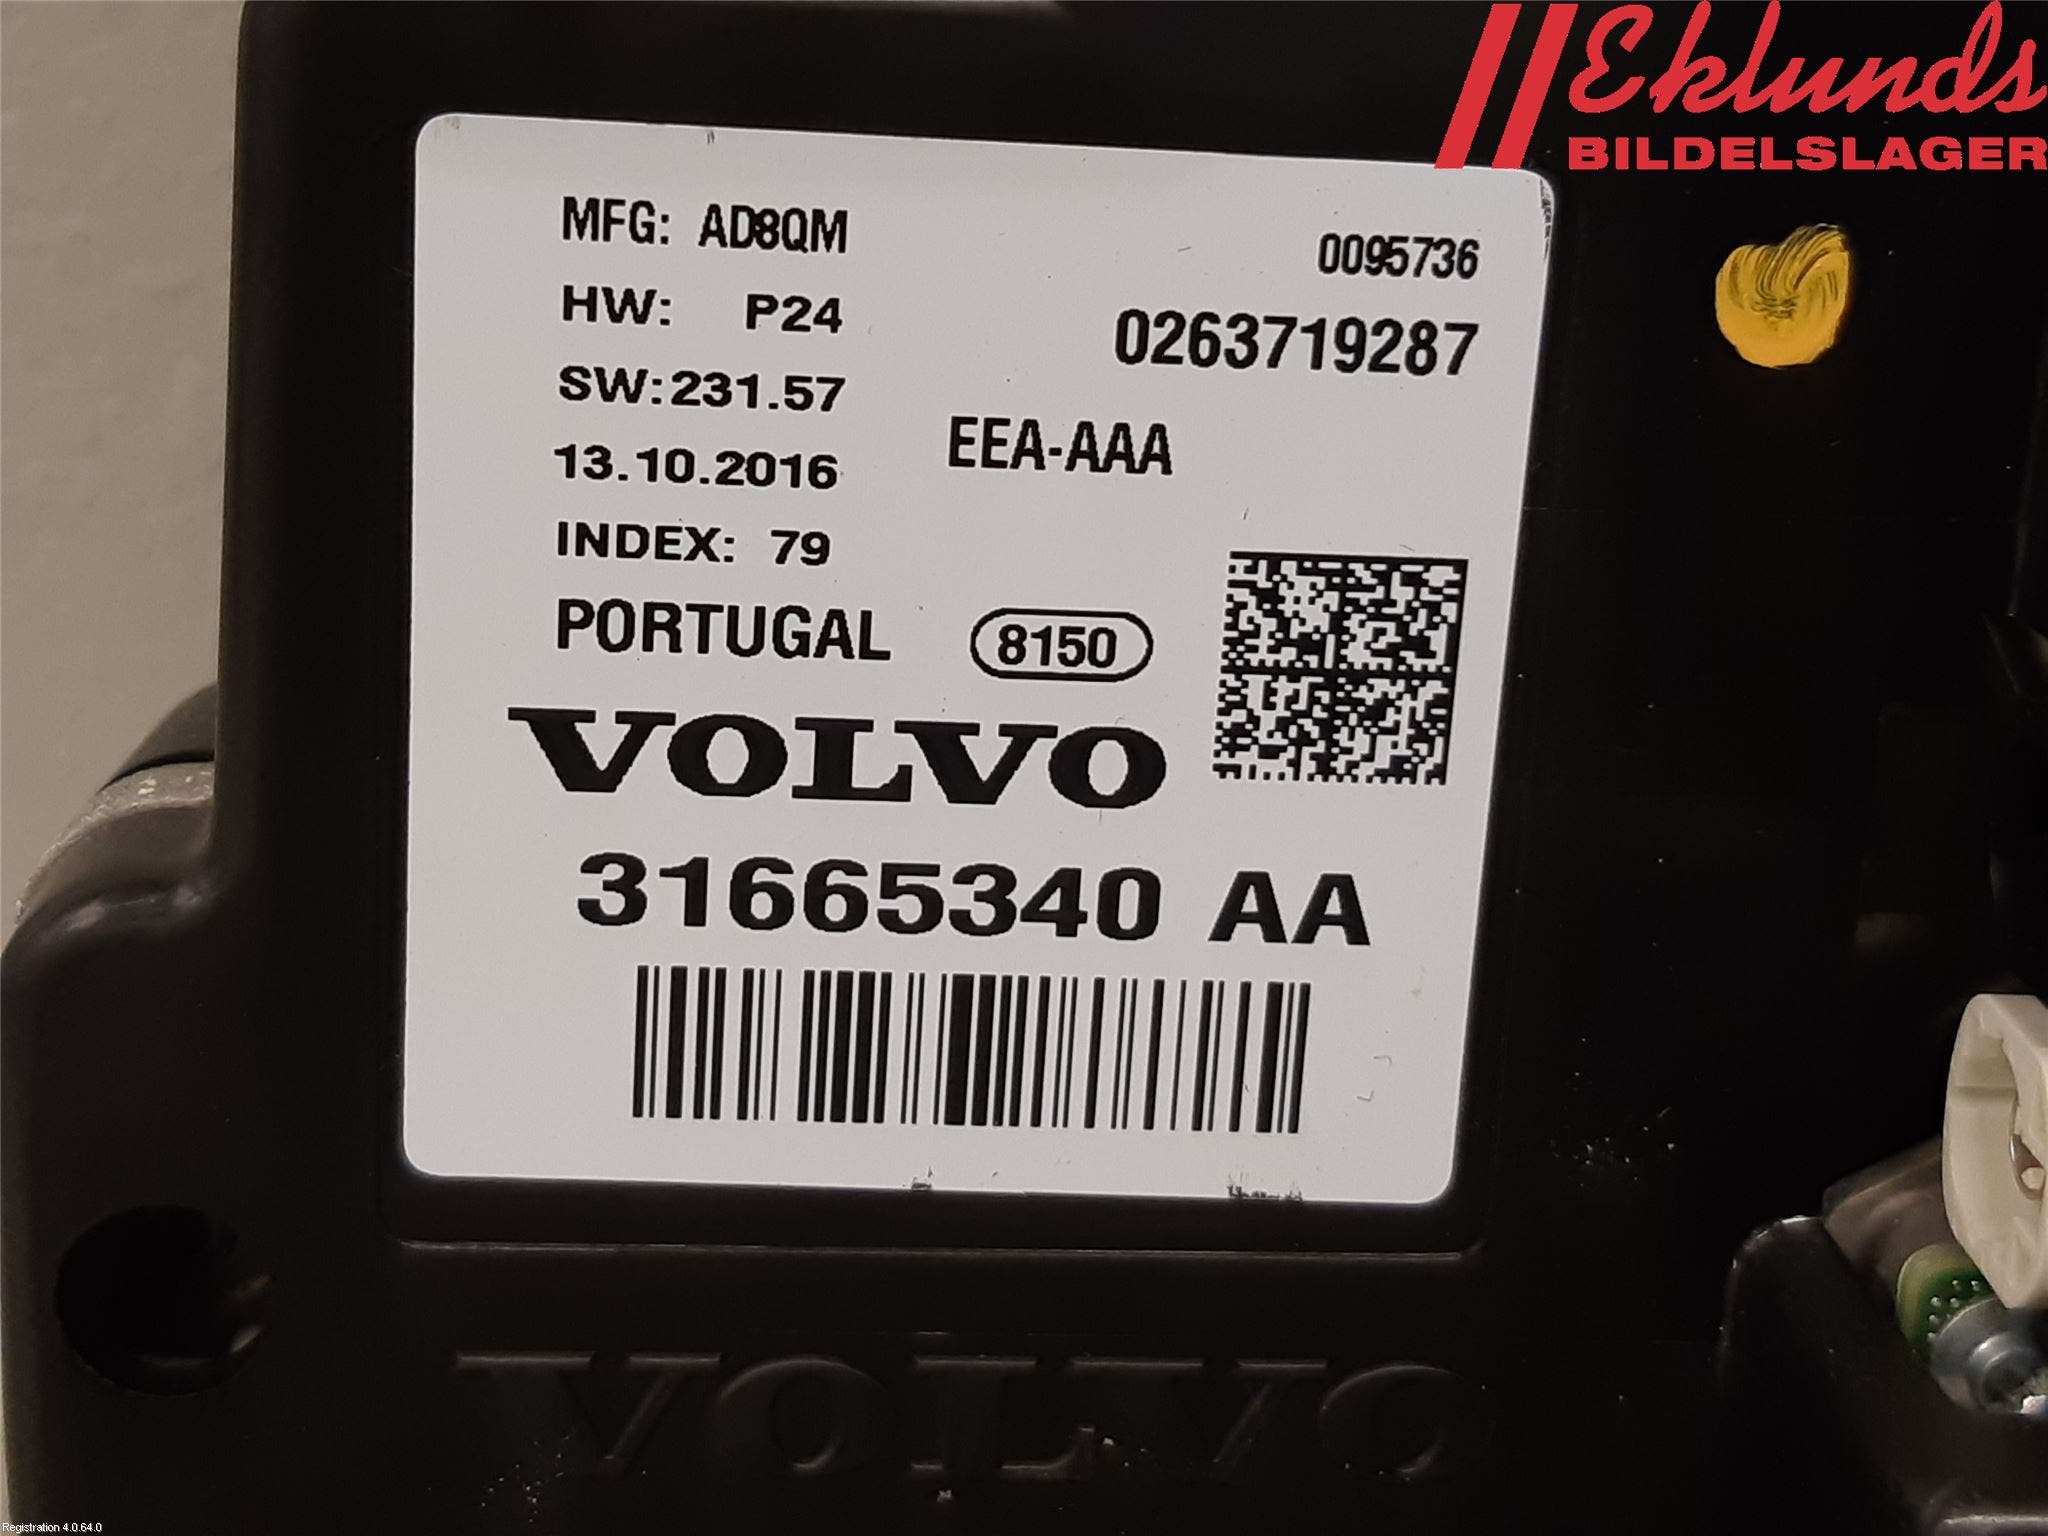 Eklunds
BILDELSLAGER
MFG: AD8QM
0095736
HW: P24
0263719287
SW:231.57
EEA-AAA
13.10.2016
INDEX: 79
PORTUGAL
8150
VOLVO
31665340 AA
VOLVO
Registration 4.0.64.0